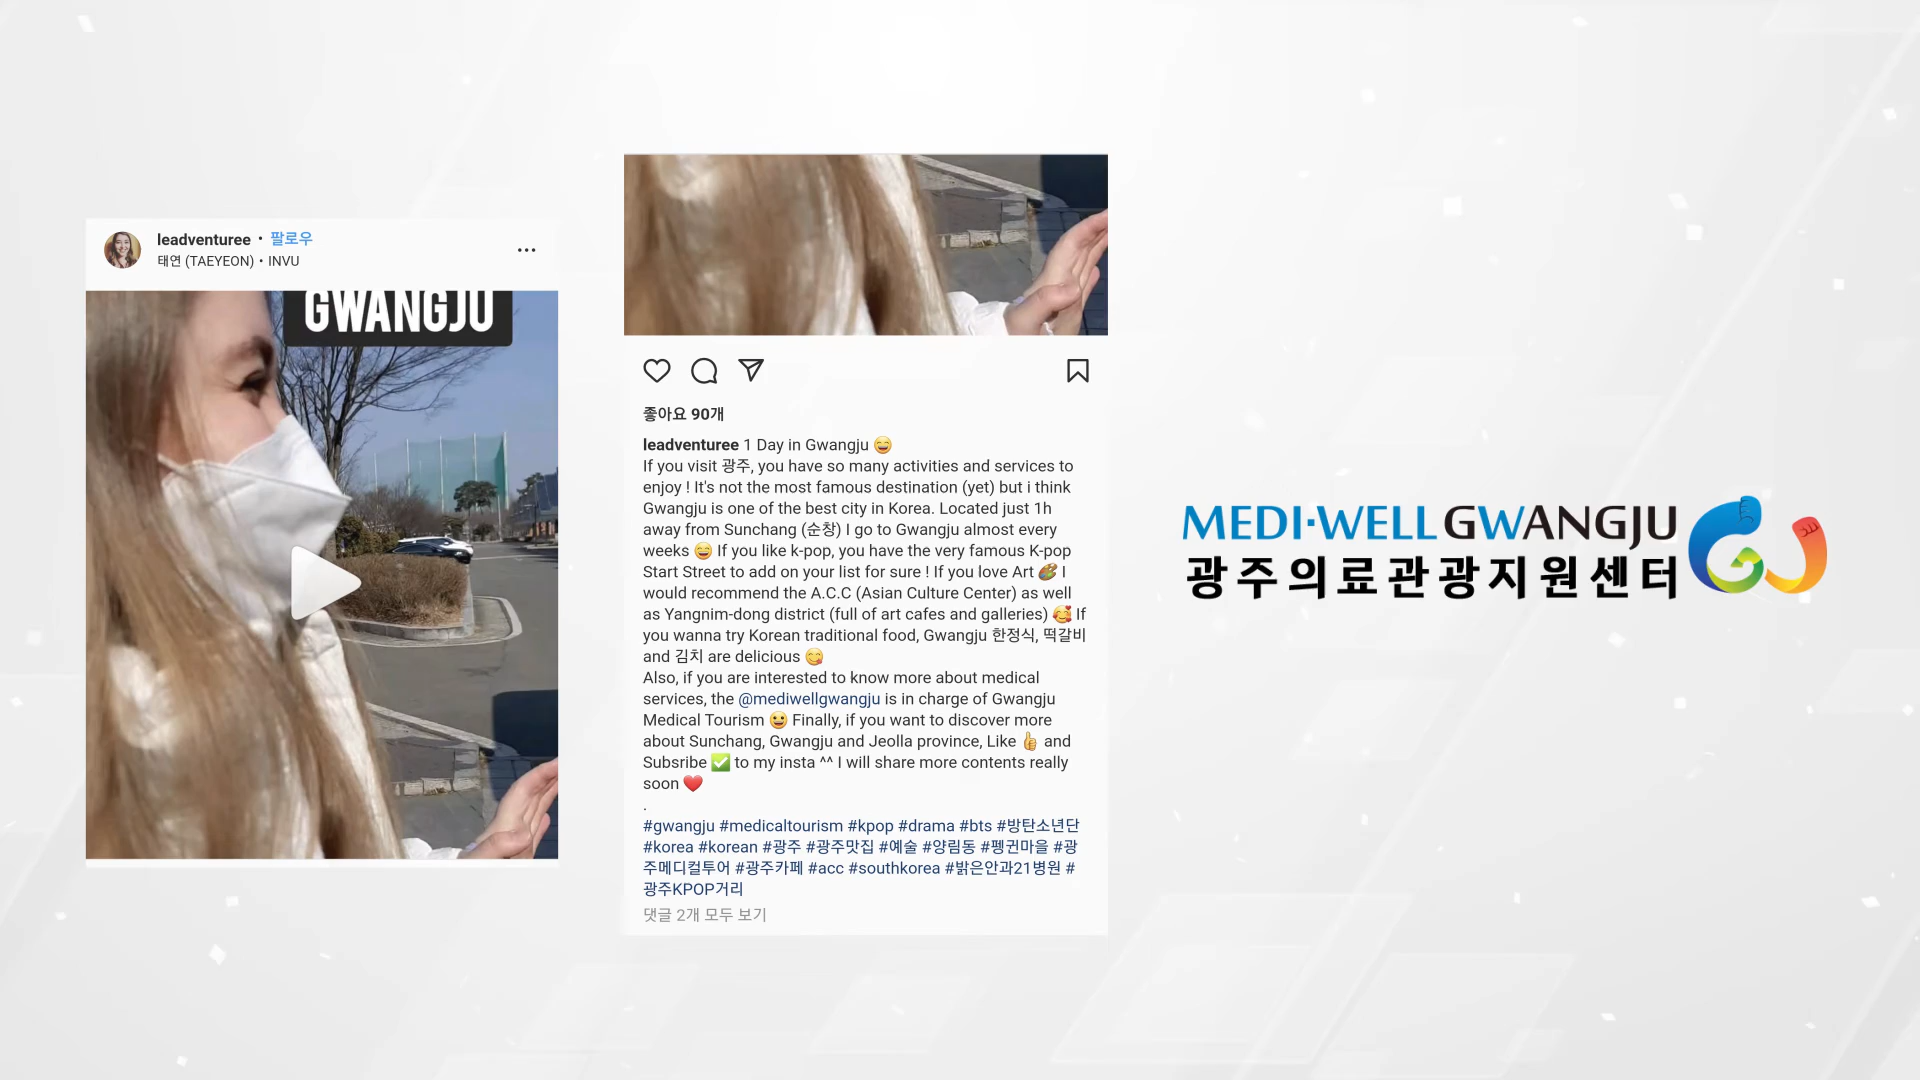 leadventuree • 팔로우
태연 (TAEYEON) • INVU
GWANGJU
좋아요 90개
leadventuree 1 Day in Gwangju 😄
If you visit 광주, you have so many activities and services to
enjoy ! It's not the most famous destination (yet) but i think
Gwangju is one of the best city in Korea. Located just 1h
away from Sunchang (순창) I go to Gwangju almost every
weeks 😄 If you like k-pop, you have the very famous K-pop
Start Street to add on your list for sure ! If you love Art 🎨 I
would recommend the A.C.C (Asian Culture Center) as well
as Yangnim-dong district (full of art cafes and galleries) 🥰 If
you wanna try Korean traditional food, Gwangju 한정식, 떡갈비
and 김치 are delicious 😋
Also, if you are interested to know more about medical
services, the @mediwellgwangju is in charge of Gwangju
Medical Tourism 😀 Finally, if you want to discover more
about Sunchang, Gwangju and Jeolla province, Like 👍 and
Subsribe ✅ to my insta ^^ I will share more contents really
soon ❤️
.
#gwangju #medicaltourism #kpop #drama #bts #방탄소년단
#korea #korean #광주 #광주맛집 #예술 #양림동 #펭귄마을 #광
주메디컬투어 #광주카페 #acc #southkorea #밝은안과21병원 #
광주KPOP거리
댓글 2개 모두 보기
MEDI·WELL GWANGJU
광주의료관광지원센터